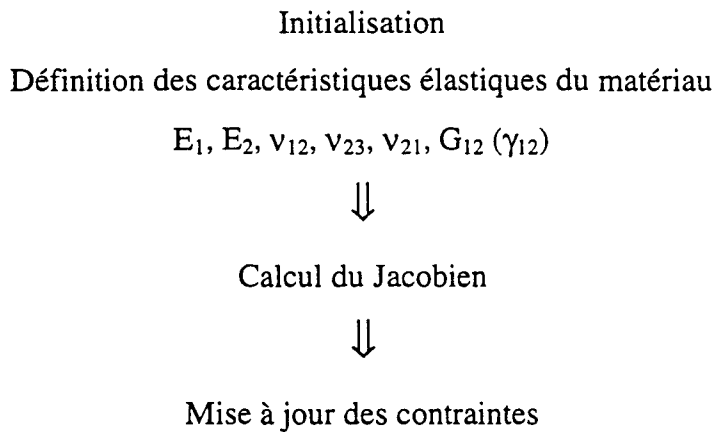 Initialisation
Définition des caractéristiques élastiques du matériau
E₁, E₂, ν₁₂, ν₂₃, ν₂₁, G₁₂ (γ₁₂)
⇓
Calcul du Jacobien
⇓
Mise à jour des contraintes